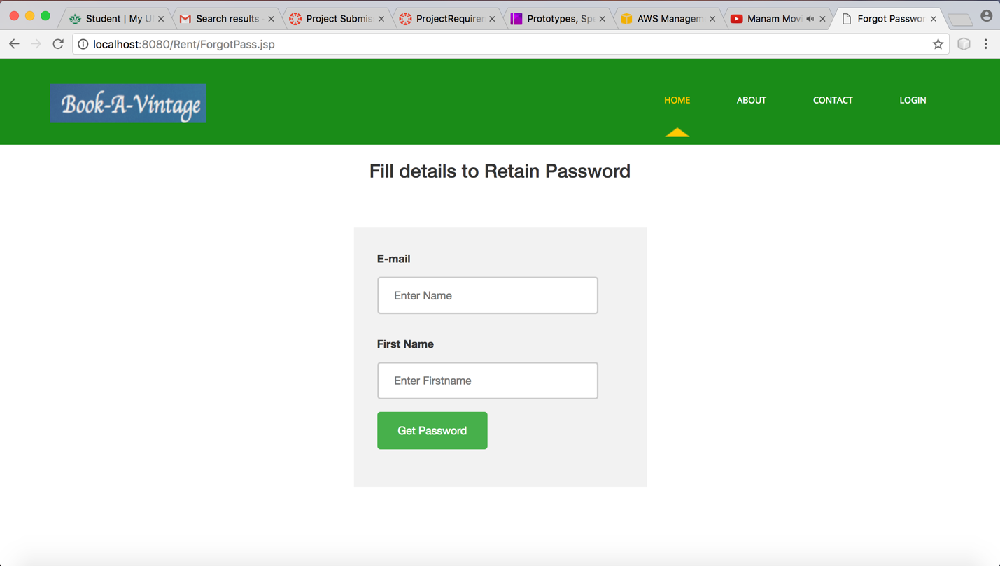 Student | My U
Search results -
Project Submis
ProjectRequirer
Prototypes, Spe
AWS Managem
Manam Movi
Forgot Passwor
localhost:8080/Rent/ForgotPass.jsp
Book-A-Vintage
HOME
ABOUT
CONTACT
LOGIN
Fill details to Retain Password
E-mail
Enter Name
First Name
Enter Firstname
Get Password